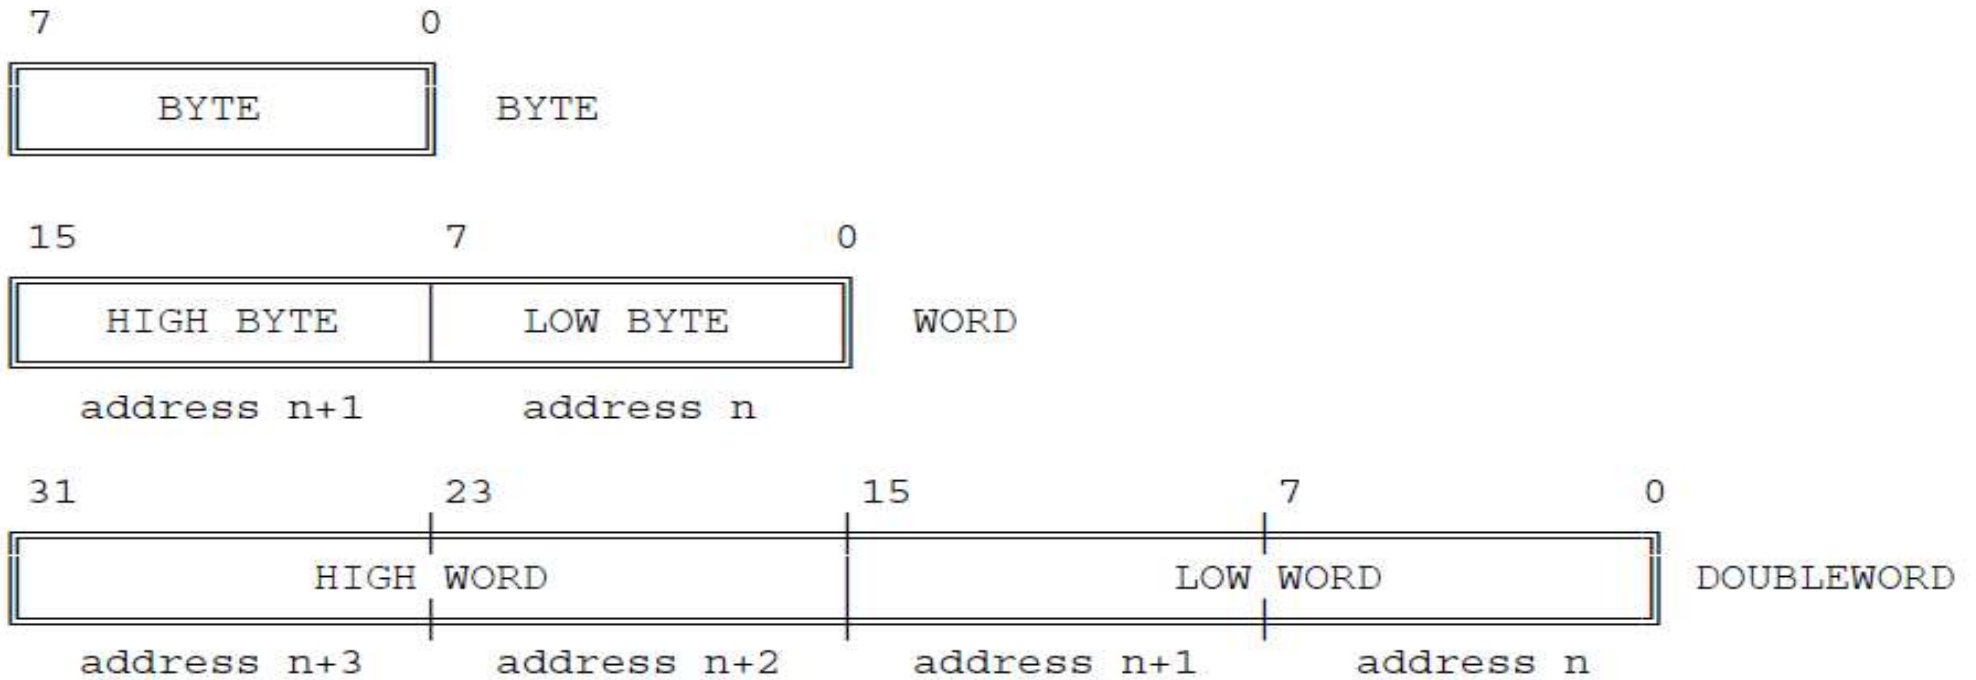 7 0
BYTE BYTE
15 7 0
HIGH BYTE LOW BYTE WORD
address n+1 address n
31 23 15 7 0
HIGH WORD LOW WORD DOUBLEWORD
address n+3 address n+2 address n+1 address n